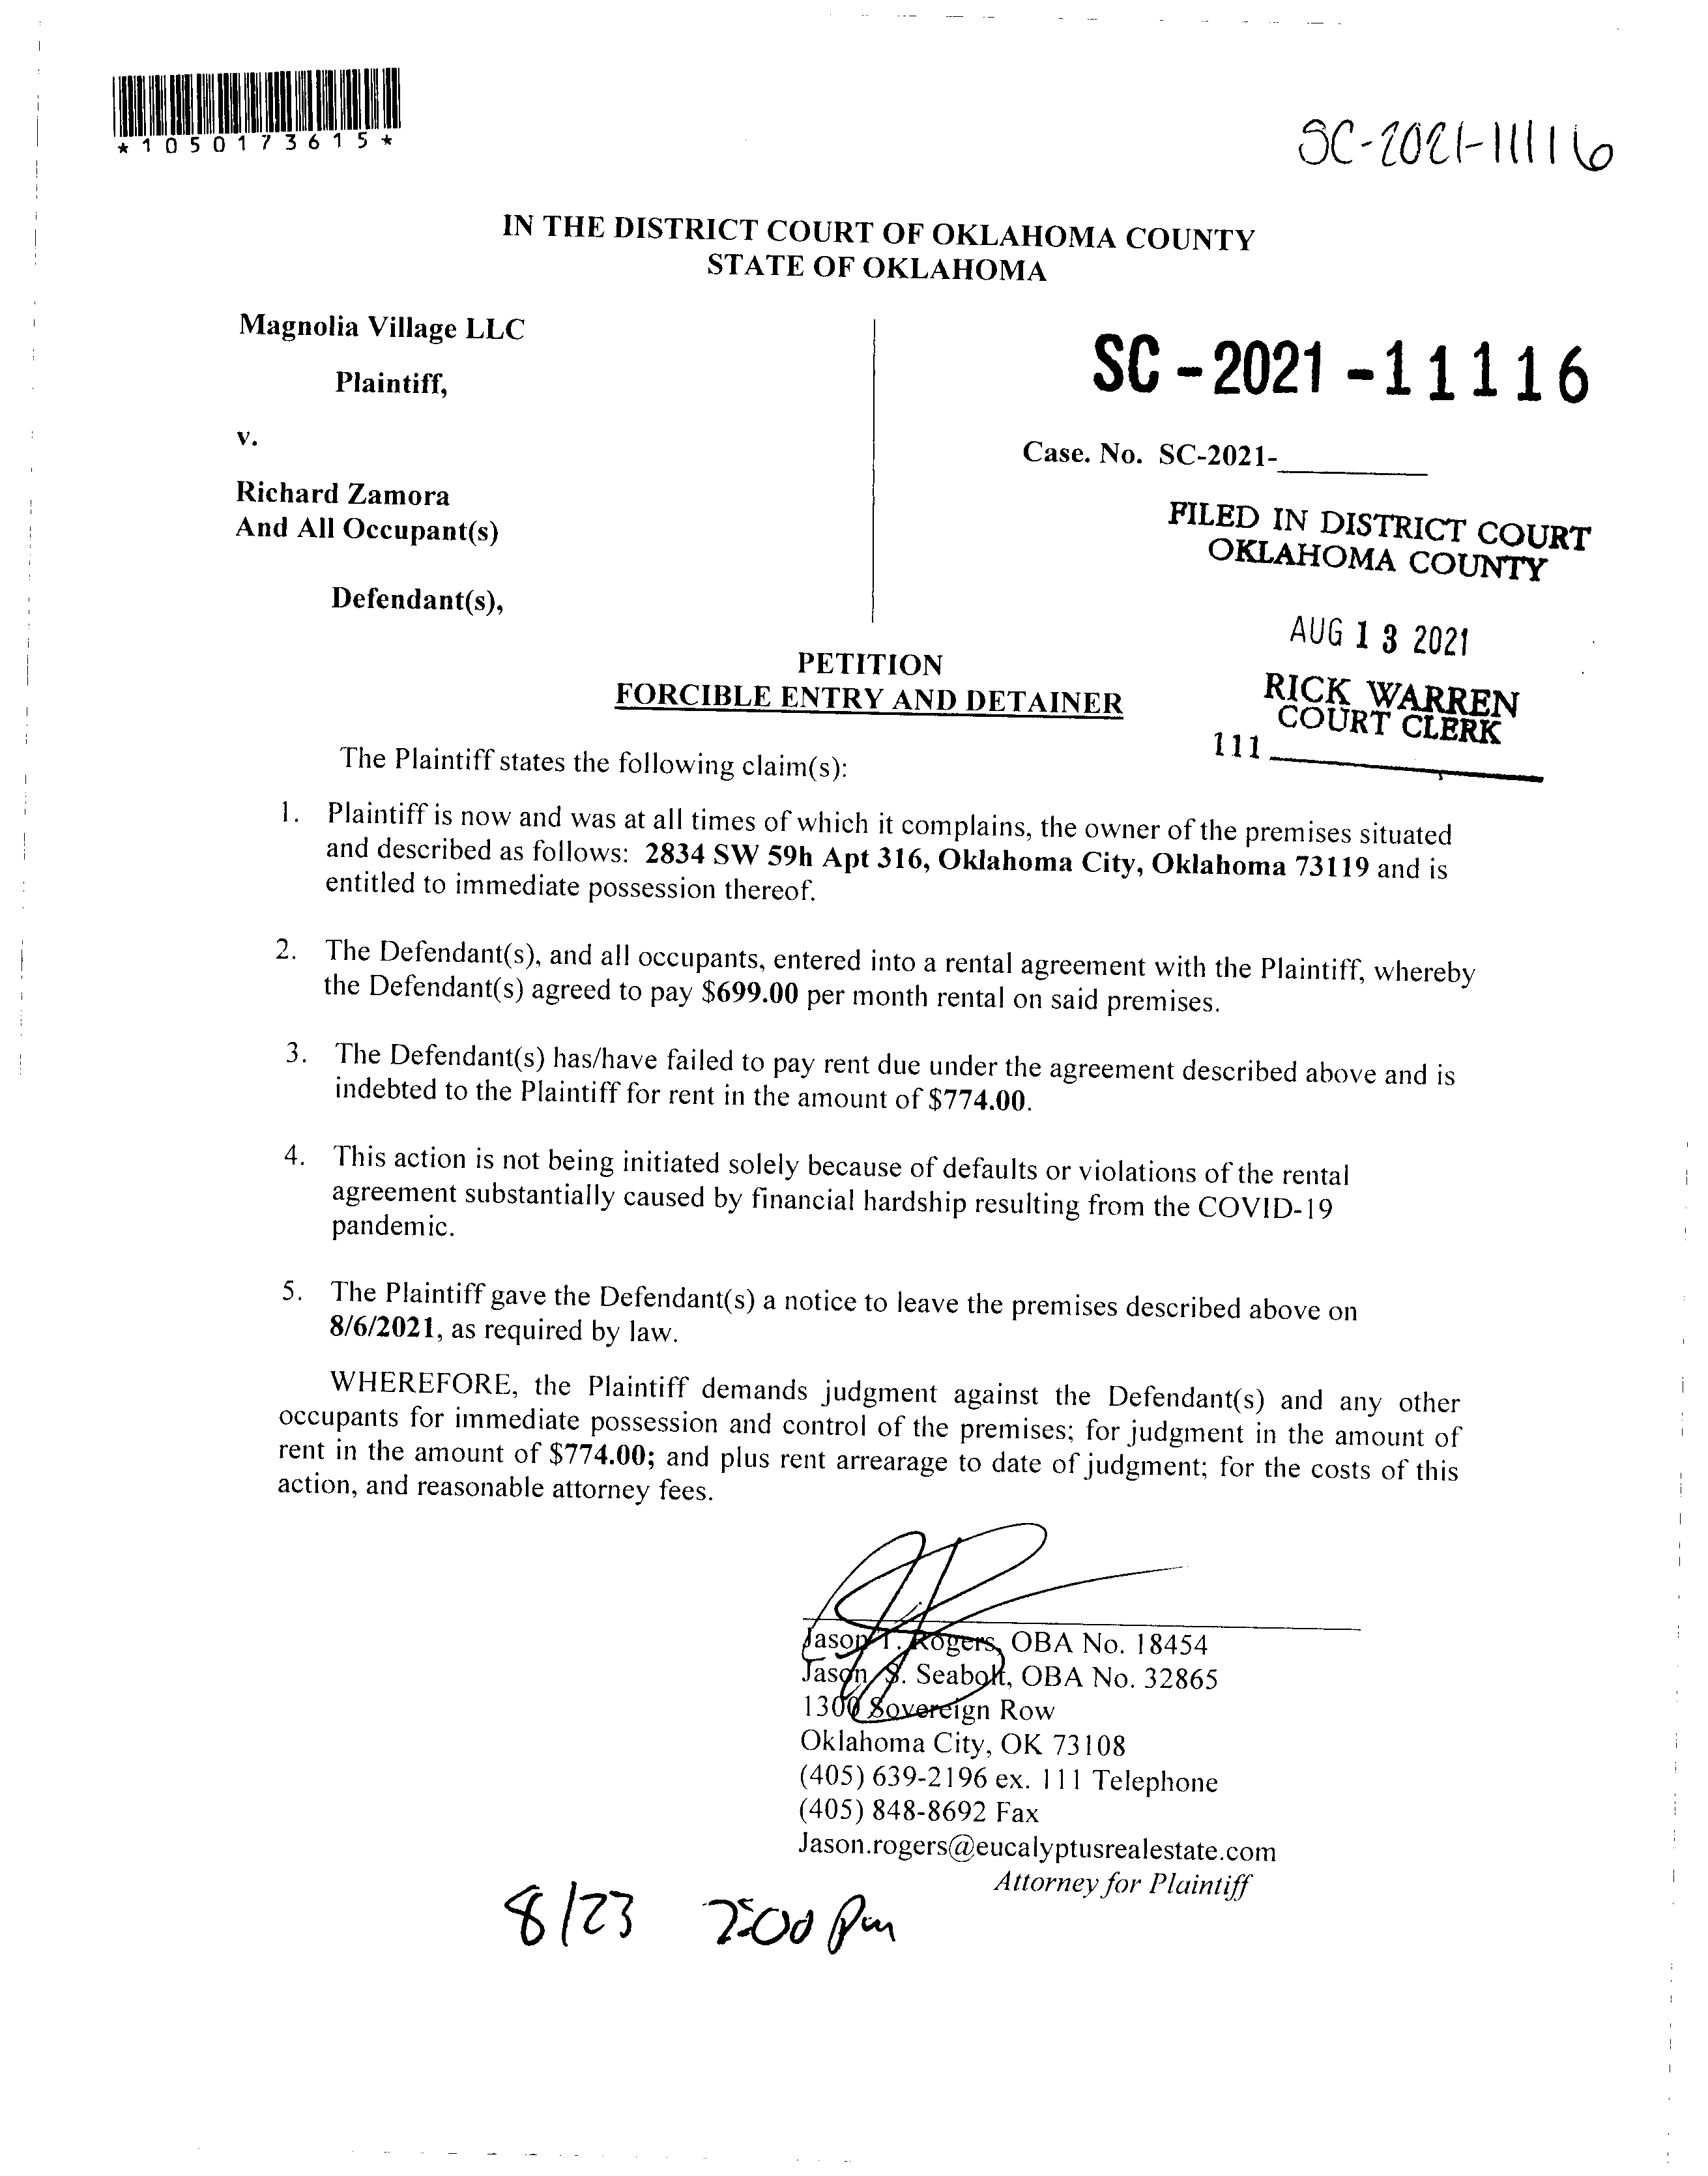 *1050173615*
SC-2021-11116
IN THE DISTRICT COURT OF OKLAHOMA COUNTY
STATE OF OKLAHOMA
Magnolia Village LLC
Plaintiff,
v.
Richard Zamora
And All Occupant(s)
Defendant(s),
SC-2021-11116
Case. No. SC-2021-________
FILED IN DISTRICT COURT
OKLAHOMA COUNTY
AUG 13 2021
RICK WARREN
COURT CLERK
111
PETITION
FORCIBLE ENTRY AND DETAINER
The Plaintiff states the following claim(s):
1. Plaintiff is now and was at all times of which it complains, the owner of the premises situated
and described as follows: 2834 SW 59h Apt 316, Oklahoma City, Oklahoma 73119 and is
entitled to immediate possession thereof.
2. The Defendant(s), and all occupants, entered into a rental agreement with the Plaintiff, whereby
the Defendant(s) agreed to pay $699.00 per month rental on said premises.
3. The Defendant(s) has/have failed to pay rent due under the agreement described above and is
indebted to the Plaintiff for rent in the amount of $774.00.
4. This action is not being initiated solely because of defaults or violations of the rental
agreement substantially caused by financial hardship resulting from the COVID-19
pandemic.
5. The Plaintiff gave the Defendant(s) a notice to leave the premises described above on
8/6/2021, as required by law.
WHEREFORE, the Plaintiff demands judgment against the Defendant(s) and any other
occupants for immediate possession and control of the premises; for judgment in the amount of
rent in the amount of $774.00; and plus rent arrearage to date of judgment; for the costs of this
action, and reasonable attorney fees.
Jason T. Rogers, OBA No. 18454
Jason S. Seabolt, OBA No. 32865
1300 Sovereign Row
Oklahoma City, OK 73108
(405) 639-2196 ex. 111 Telephone
(405) 848-8692 Fax
Jason.rogers@eucalyptusrealestate.com
Attorney for Plaintiff
8/23 2:00 pm